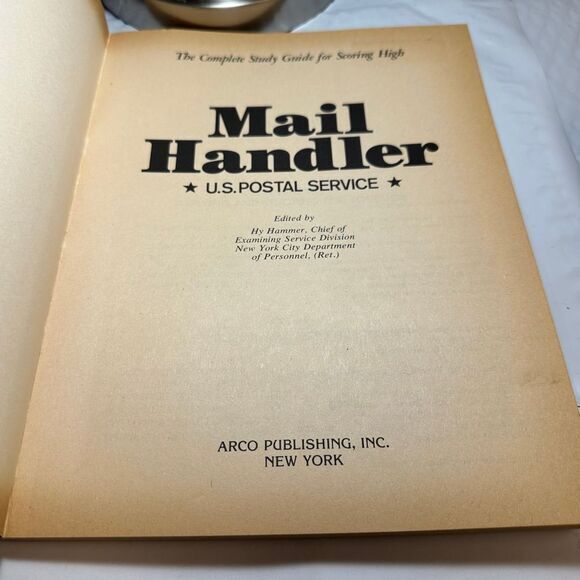 The Complete Study Guide for Scoring High
Mail
Handler
★ U.S. POSTAL SERVICE ★
Edited by
Hy Hammer, Chief of
Examining Service Division
New York City Department
of Personnel, (Ret.)
ARCO PUBLISHING, INC.
NEW YORK